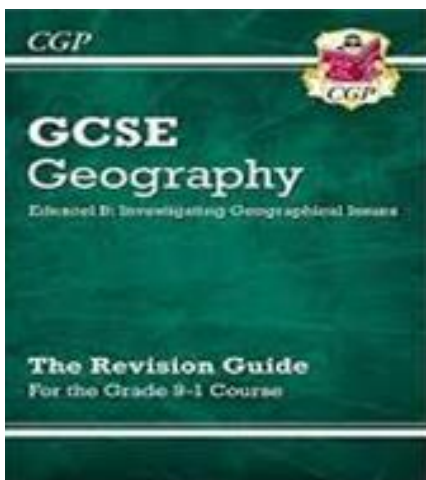 CGP
CGP
GCSE
Geography
Edexcel B: Investigating Geographical Issues
The Revision Guide
For the Grade 9-1 Course